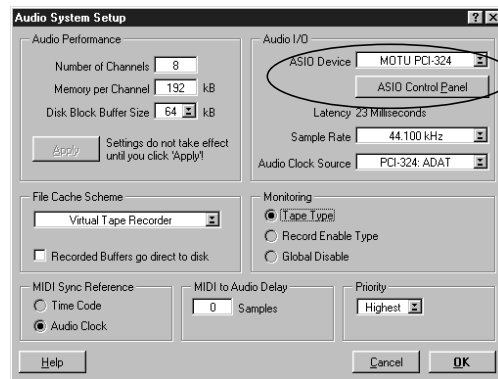 Audio System Setup
Audio Performance
Number of Channels 8
Memory per Channel 192 kB
Disk Block Buffer Size 64 kB
Apply
Settings do not take effect
until you click 'Apply'!
Audio I/O
ASIO Device MOTU PCI-324
ASIO Control Panel
Latency 23 Milliseconds
Sample Rate 44.100 kHz
Audio Clock Source PCI-324: ADAT
File Cache Scheme
Virtual Tape Recorder
Recorded Buffers go direct to disk
Monitoring
Tape Type
Record Enable Type
Global Disable
MIDI Sync Reference
Time Code
Audio Clock
MIDI to Audio Delay
0 Samples
Priority
Highest
Help
Cancel
OK